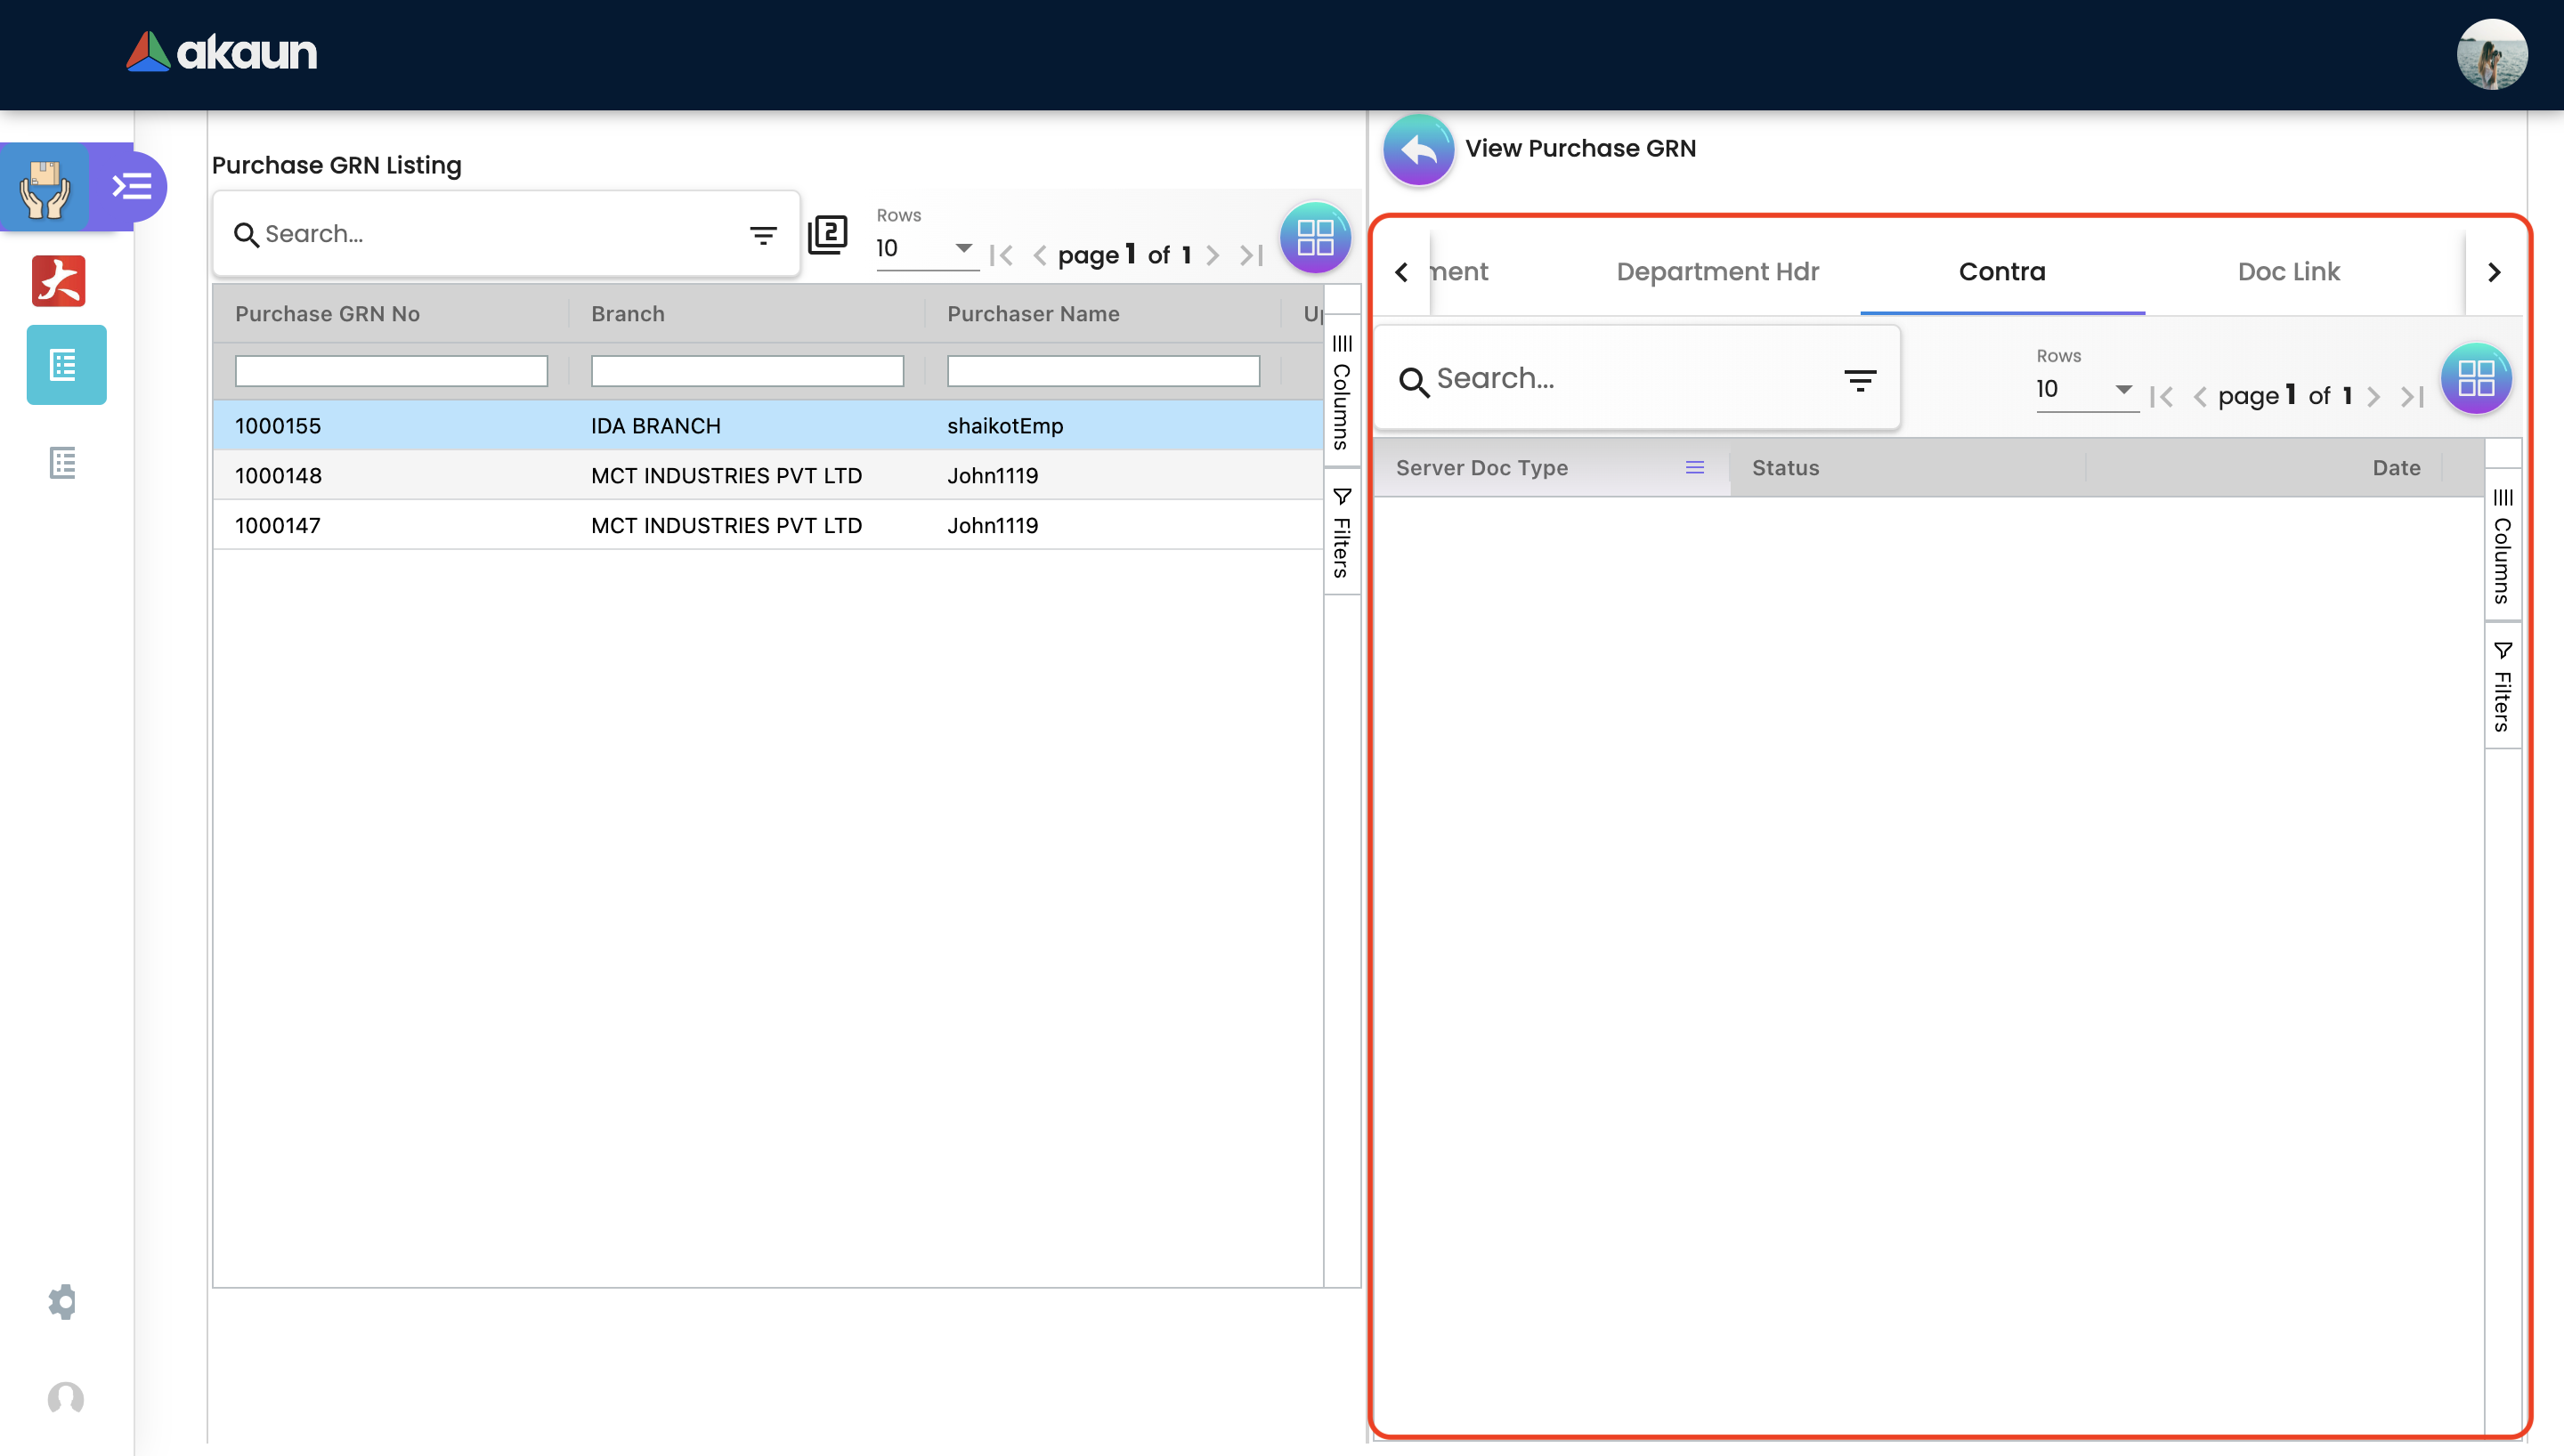 akaun
Purchase GRN Listing
Search...
2
Rows
10
page 1 of 1
Purchase GRN No
Branch
Purchaser Name
1000155
IDA BRANCH
shaikotEmp
1000148
MCT INDUSTRIES PVT LTD
John1119
1000147
MCT INDUSTRIES PVT LTD
John1119
Columns
Filters
View Purchase GRN
Department Hdr
Contra
Doc Link
Search...
Rows
10
page 1 of 1
Server Doc Type
Status
Date
Columns
Filters